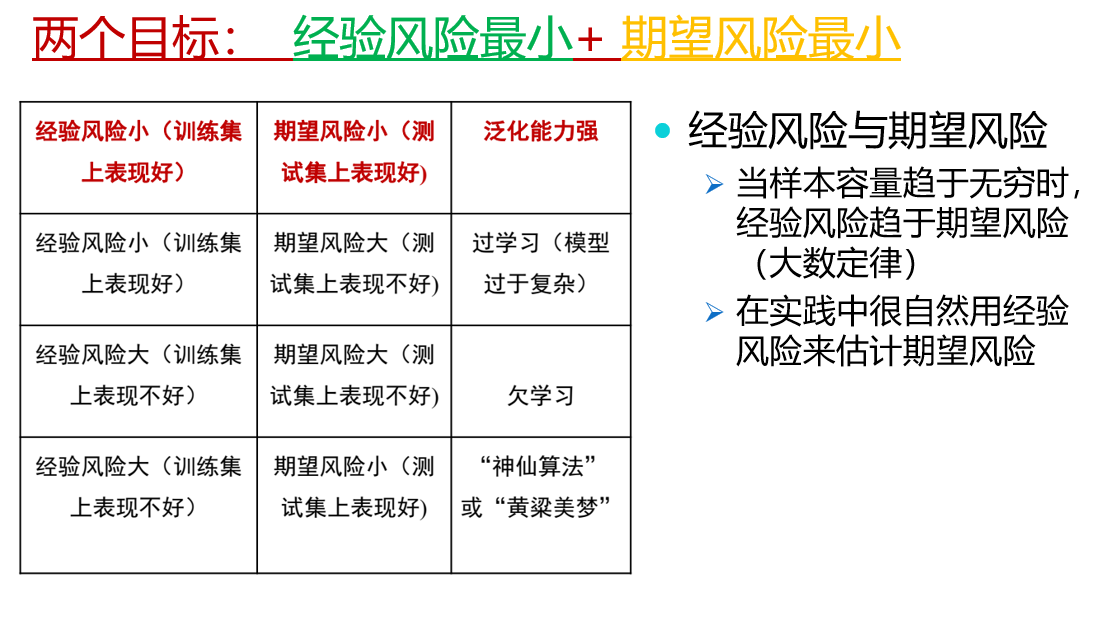 两个目标： 经验风险最小+ 期望风险最小
经验风险小（训练集
上表现好）
期望风险小（测
试集上表现好)
泛化能力强
经验风险小（训练集
上表现好）
期望风险大（测
试集上表现不好)
过学习（模型
过于复杂）
经验风险大（训练集
上表现不好）
期望风险大（测
试集上表现不好)
欠学习
经验风险大（训练集
上表现不好）
期望风险小（测
试集上表现好)
“神仙算法”
或“黄粱美梦”
• 经验风险与期望风险
➢ 当样本容量趋于无穷时，
经验风险趋于期望风险
（大数定律）
➢ 在实践中很自然用经验
风险来估计期望风险